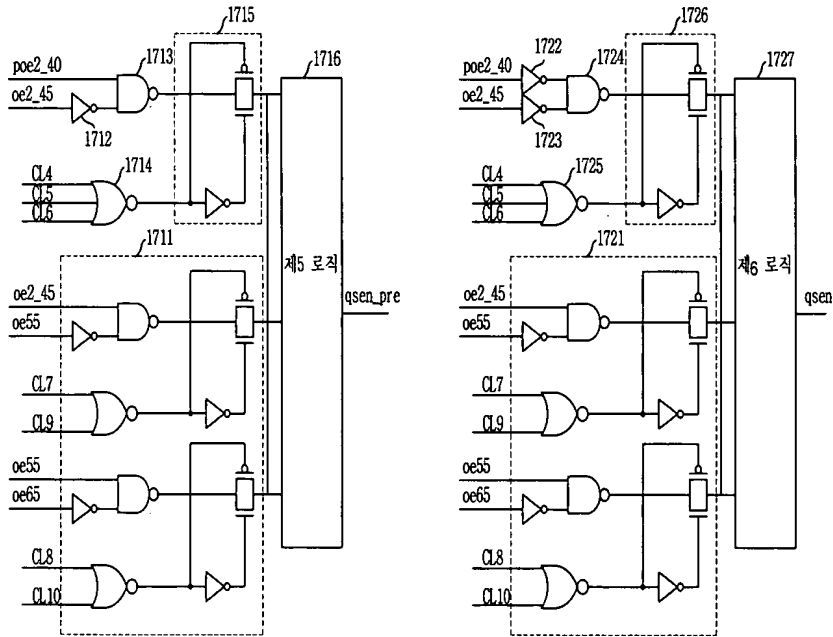 1715
1713
1716
poe2_40
oe2_45
1712
1714
CL4
CL5
CL6
1711
제5 로직
oe2_45
oe55
qsen_pre
CL7
CL9
oe55
oe65
CL8
CL10
1726
1722
1724
1727
poe2_40
oe2_45
1723
1725
CL4
CL5
CL6
1721
제6 로직
oe2_45
oe55
qsen
CL7
CL9
oe55
oe65
CL8
CL10